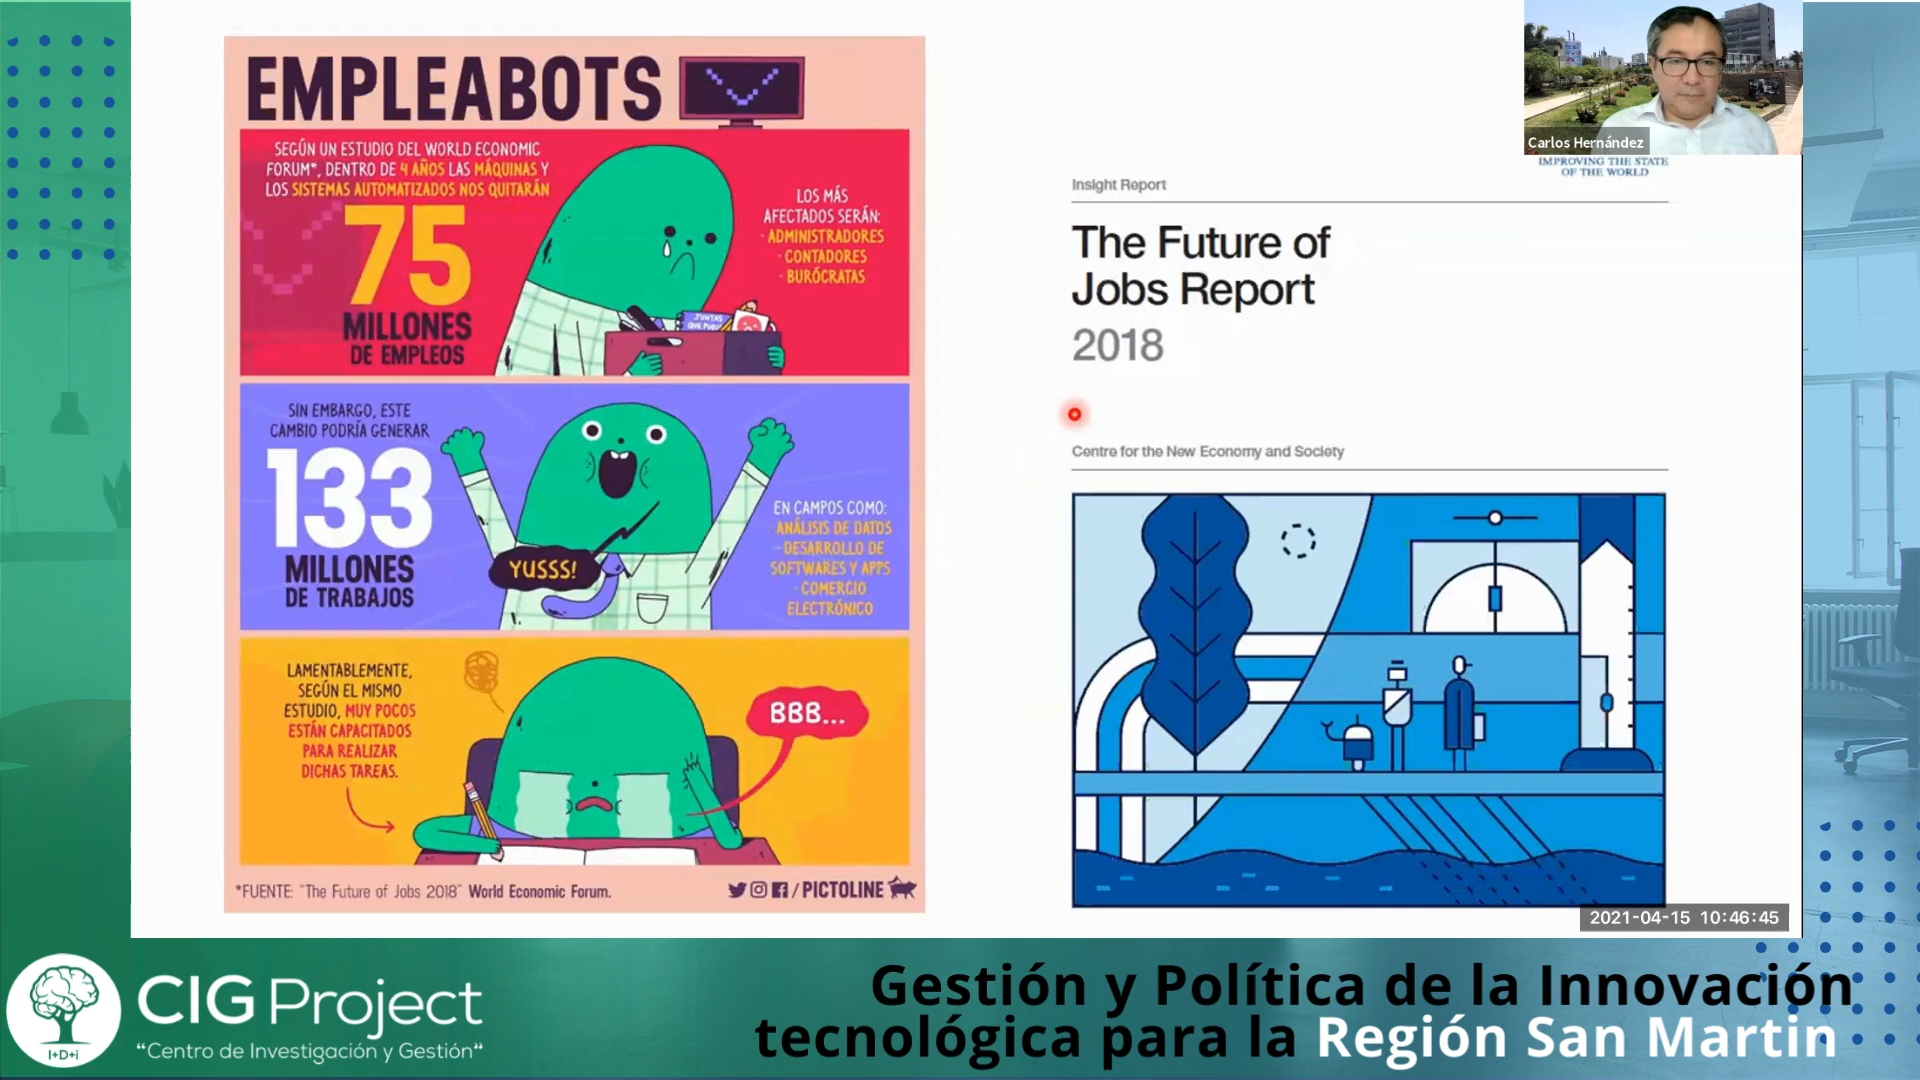 EMPLEABOTS
SEGÚN UN ESTUDIO DEL WORLD ECONOMIC
FORUM*, DENTRO DE 4 AÑOS LAS MÁQUINAS Y
LOS SISTEMAS AUTOMATIZADOS NOS QUITARÁN
75
MILLONES
DE EMPLEOS
LOS MÁS
AFECTADOS SERÁN:
· ADMINISTRADORES
· CONTADORES
· BURÓCRATAS
JUNTAS
SIN EMBARGO, ESTE
CAMBIO PODRÍA GENERAR
133
MILLONES
DE TRABAJOS
YUSSS!
EN CAMPOS COMO:
· ANÁLISIS DE DATOS
· DESARROLLO DE
SOFTWARES Y APPS
· COMERCIO
ELECTRÓNICO
LAMENTABLEMENTE,
SEGÚN EL MISMO
ESTUDIO, MUY POCOS
ESTÁN CAPACITADOS
PARA REALIZAR
DICHAS TAREAS.
BBB...
*FUENTE: "The Future of Jobs 2018" World Economic Forum.
/ PICTOLINE
Carlos Hernández
IMPROVING THE STATE
OF THE WORLD
Insight Report
The Future of
Jobs Report
2018
Centre for the New Economy and Society
2021-04-15 10:46:45
I+D+i
CIG Project
“Centro de Investigación y Gestión”
Gestión y Política de la Innovación
tecnológica para la Región San Martin